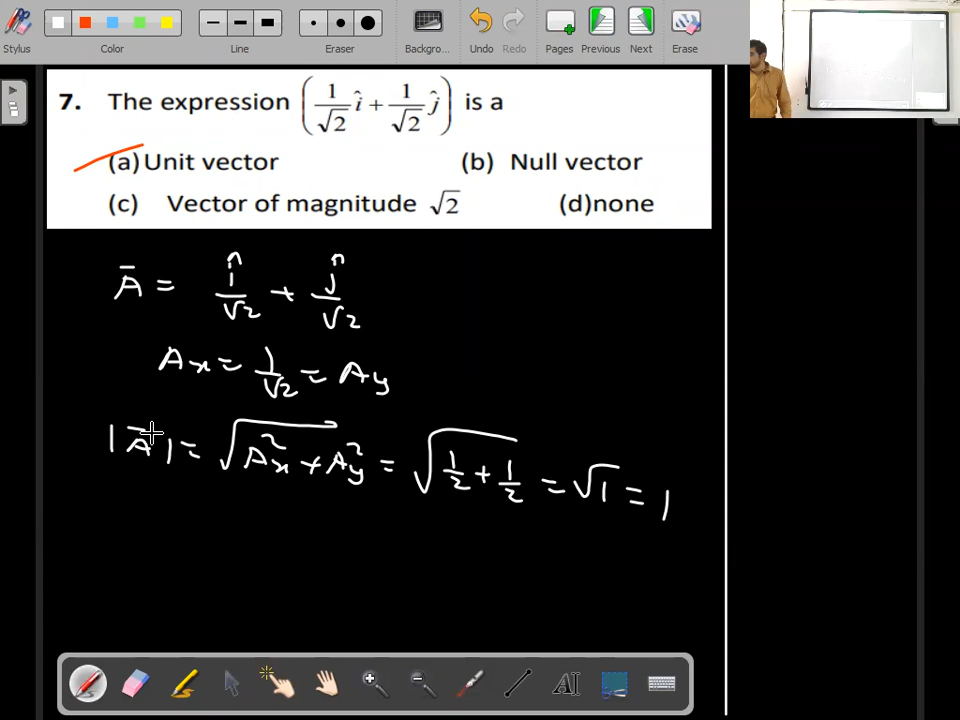 Stylus Color Line Eraser Backgro... Undo Redo Pages Previous Next Erase
7. The expression (1/√2 î + 1/√2 ĵ) is a
(a) Unit vector (b) Null vector
(c) Vector of magnitude √2 (d)none
Ā = î/√2 + ĵ/√2
Ax = 1/√2 = Ay
|Ā| = √(Ax² + Ay²) = √(1/2 + 1/2) = √1 = 1